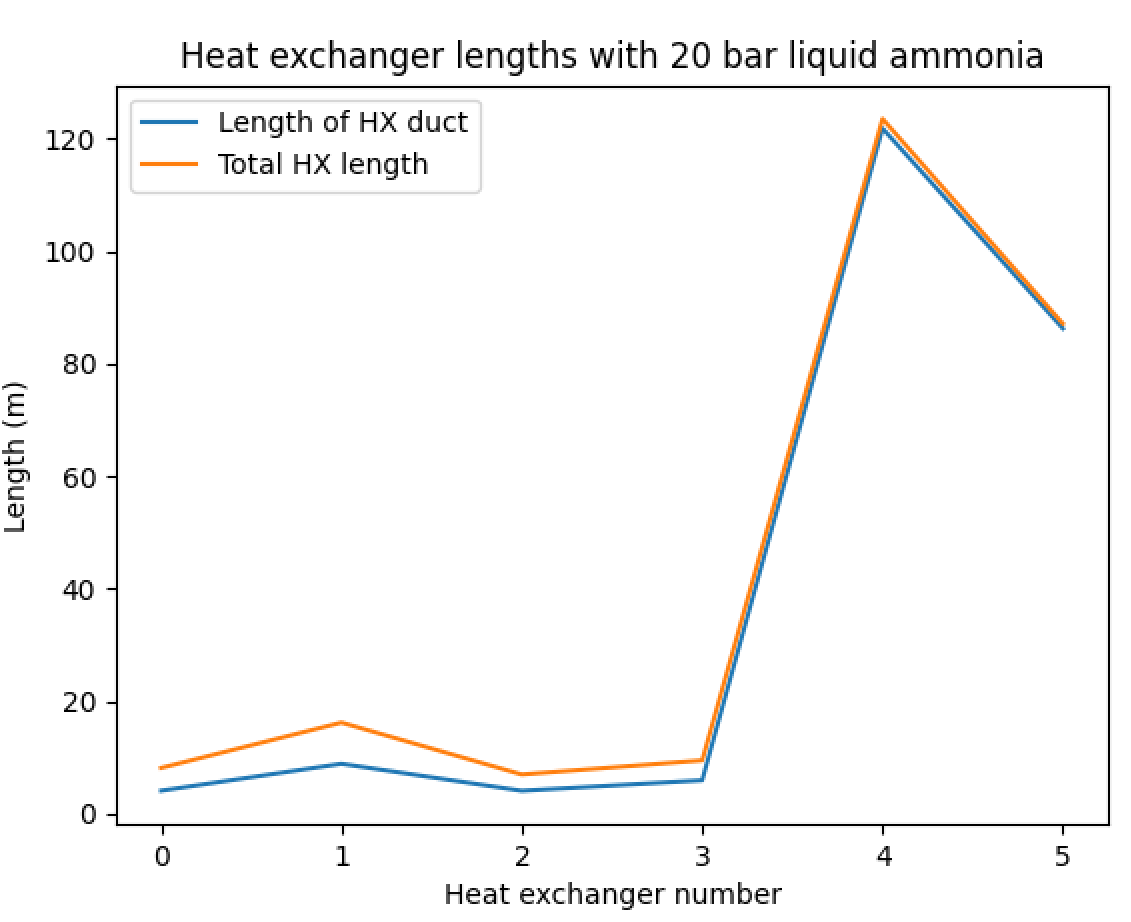 Heat exchanger lengths with 20 bar liquid ammonia
Length of HX duct
Total HX length
120
100
80
60
40
20
0
Length (m)
0 1 2 3 4 5
Heat exchanger number